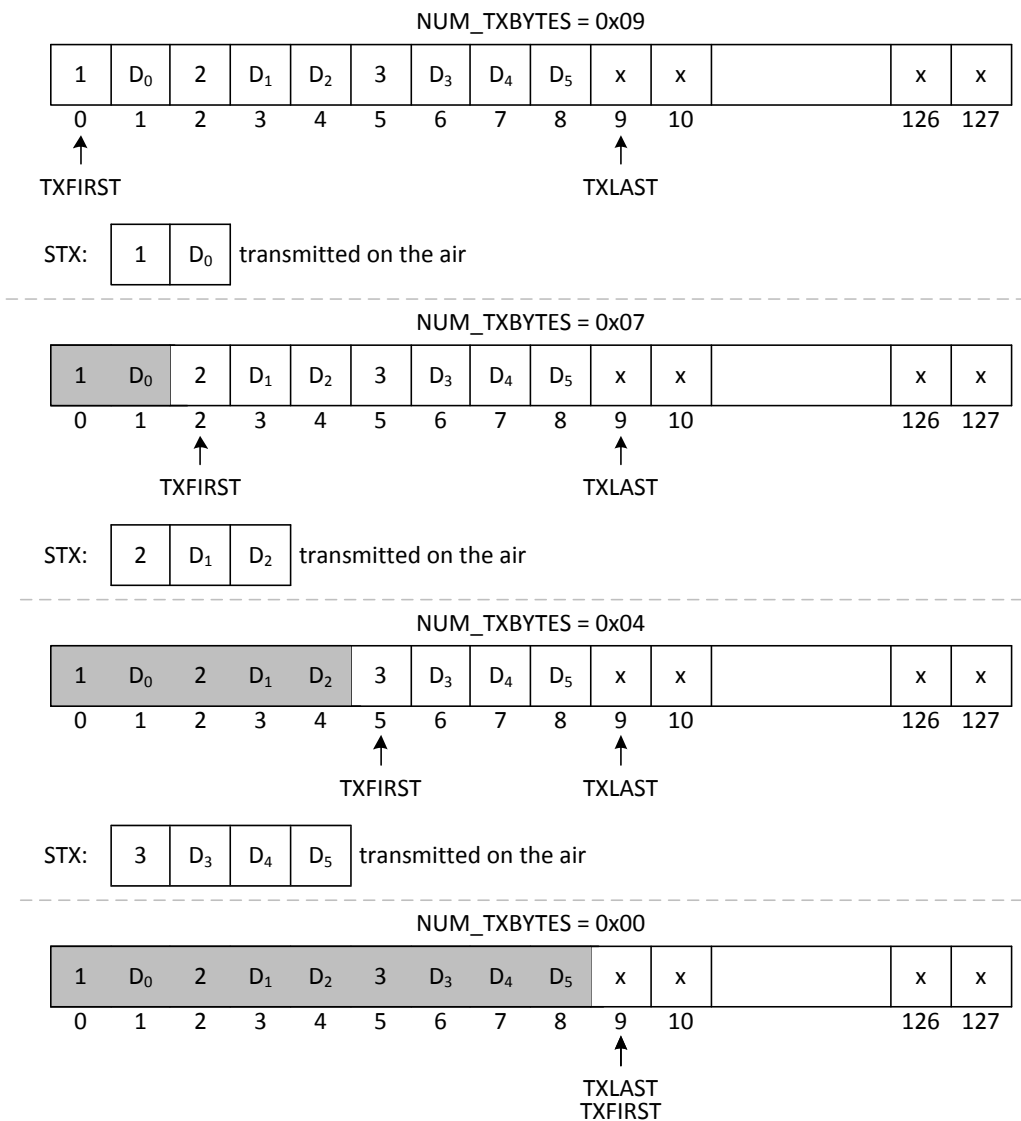 NUM_TXBYTES = 0x09
1 D₀ 2 D₁ D₂ 3 D₃ D₄ D₅ x x x x
0 1 2 3 4 5 6 7 8 9 10 126 127
TXFIRST TXLAST
STX: 1 D₀ transmitted on the air
NUM_TXBYTES = 0x07
1 D₀ 2 D₁ D₂ 3 D₃ D₄ D₅ x x x x
0 1 2 3 4 5 6 7 8 9 10 126 127
TXFIRST TXLAST
STX: 2 D₁ D₂ transmitted on the air
NUM_TXBYTES = 0x04
1 D₀ 2 D₁ D₂ 3 D₃ D₄ D₅ x x x x
0 1 2 3 4 5 6 7 8 9 10 126 127
TXFIRST TXLAST
STX: 3 D₃ D₄ D₅ transmitted on the air
NUM_TXBYTES = 0x00
1 D₀ 2 D₁ D₂ 3 D₃ D₄ D₅ x x x x
0 1 2 3 4 5 6 7 8 9 10 126 127
TXLAST
TXFIRST